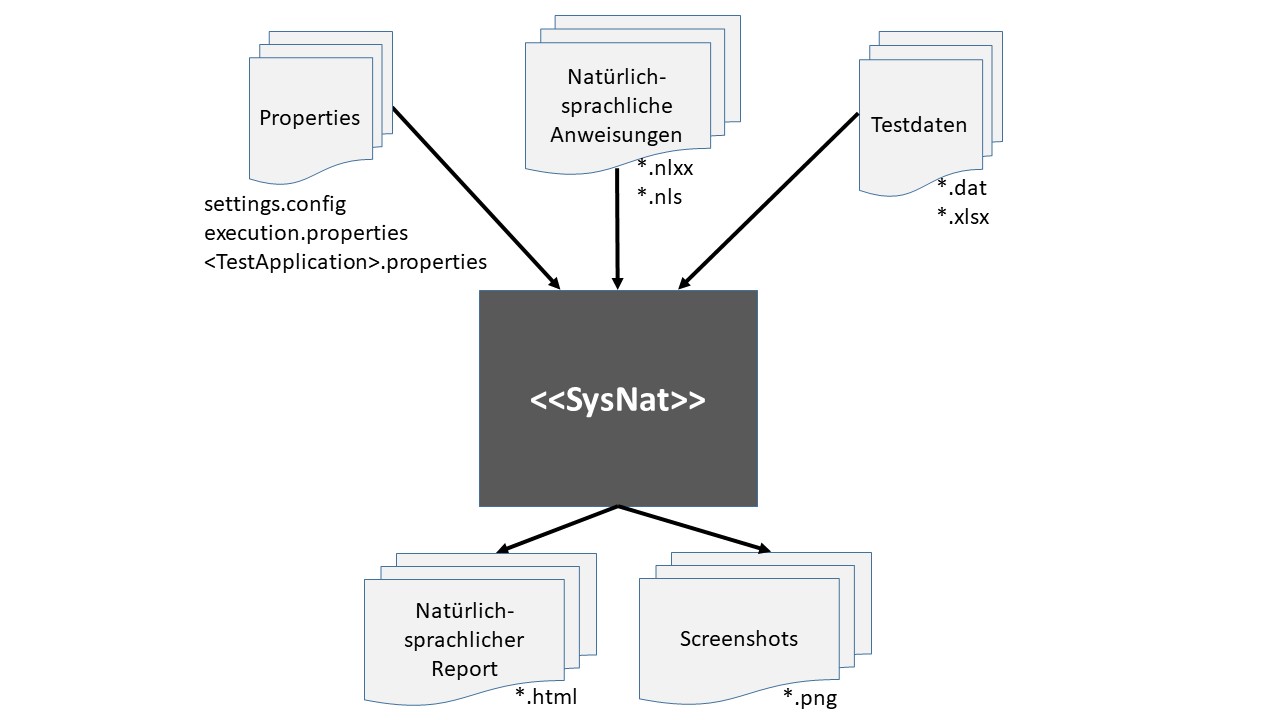 Properties
settings.config
execution.properties
<TestApplication>.properties
Natürlich-
sprachliche
Anweisungen
*.nlxx
*.nls
Testdaten
*.dat
*.xlsx
<<SysNat>>
Natürlich-
sprachlicher
Report
*.html
Screenshots
*.png